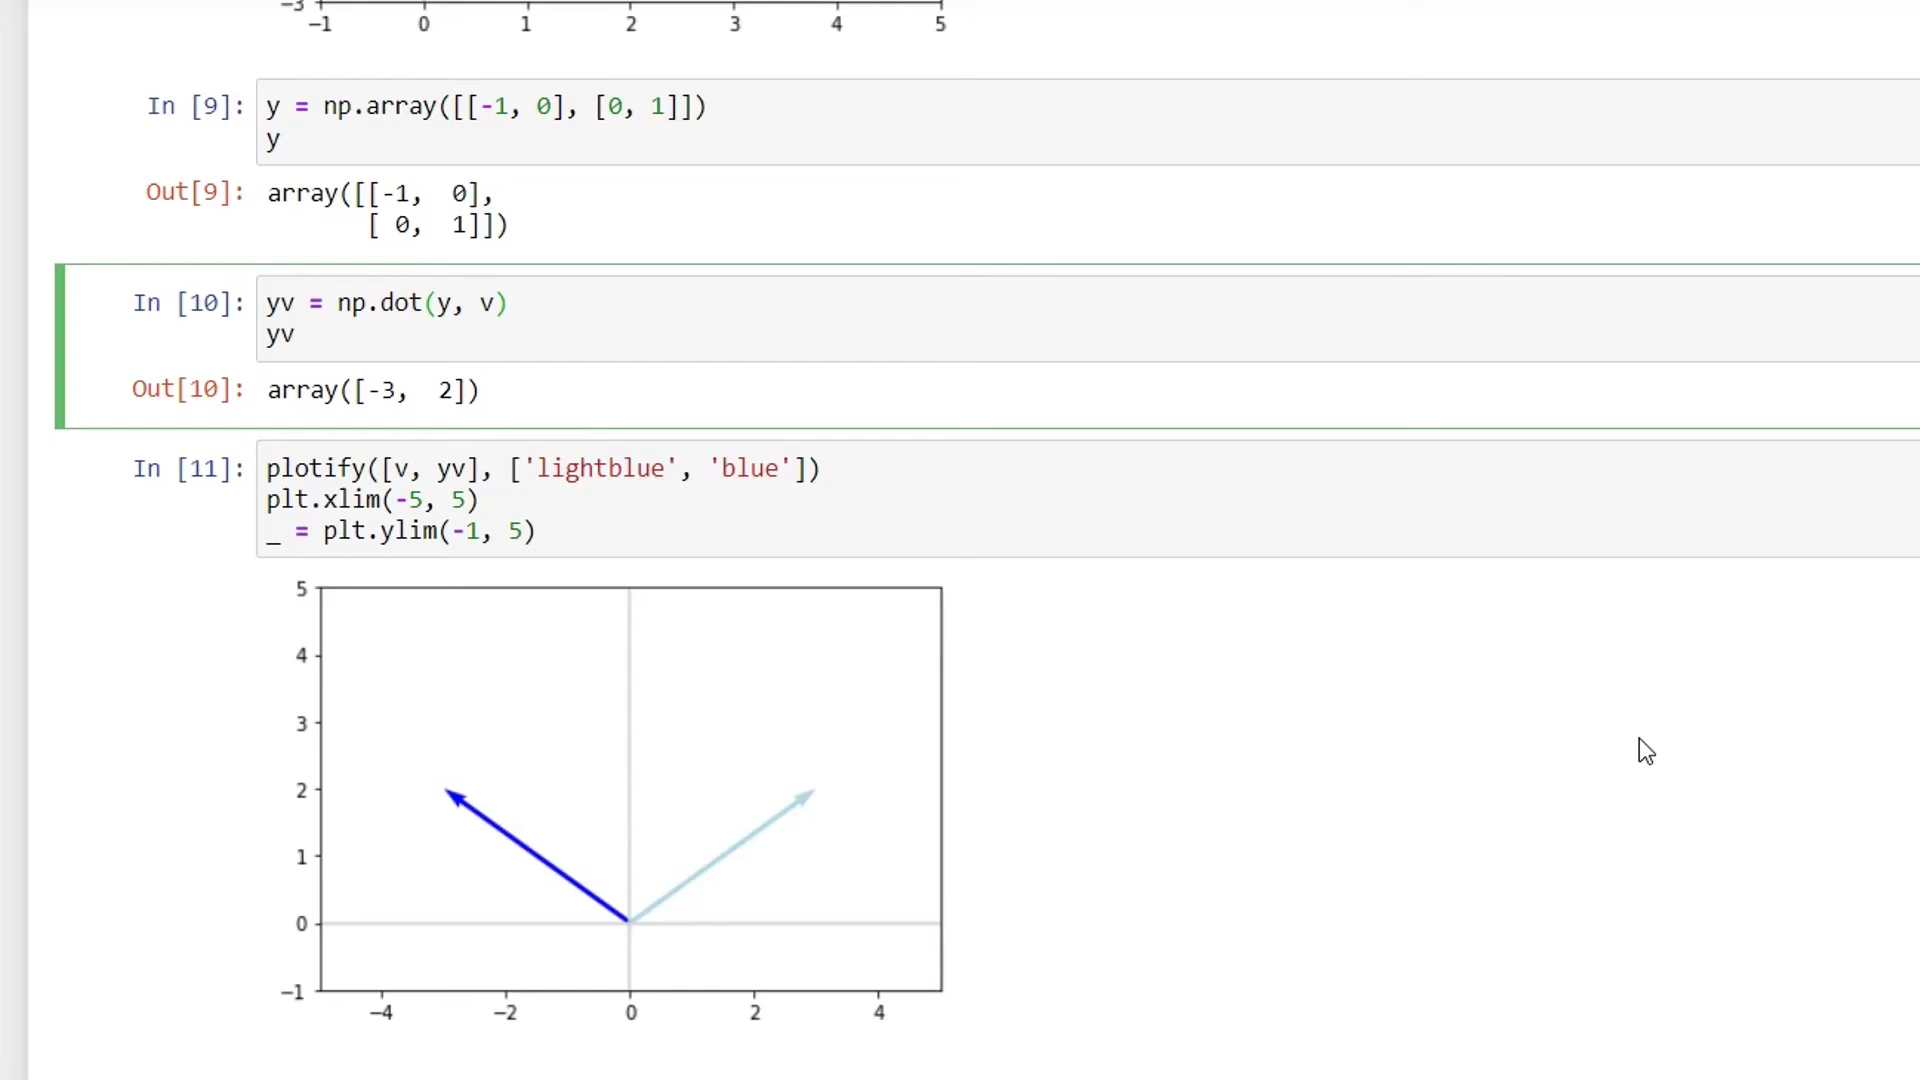 −3
−1 0 1 2 3 4 5
In [9]: y = np.array([[-1, 0], [0, 1]])
y
Out[9]: array([[-1,  0],
       [ 0,  1]])
In [10]: yv = np.dot(y, v)
yv
Out[10]: array([-3,  2])
In [11]: plotify([v, yv], ['lightblue', 'blue'])
plt.xlim(-5, 5)
_ = plt.ylim(-1, 5)
5
4
3
2
1
0
−1
−4 −2 0 2 4